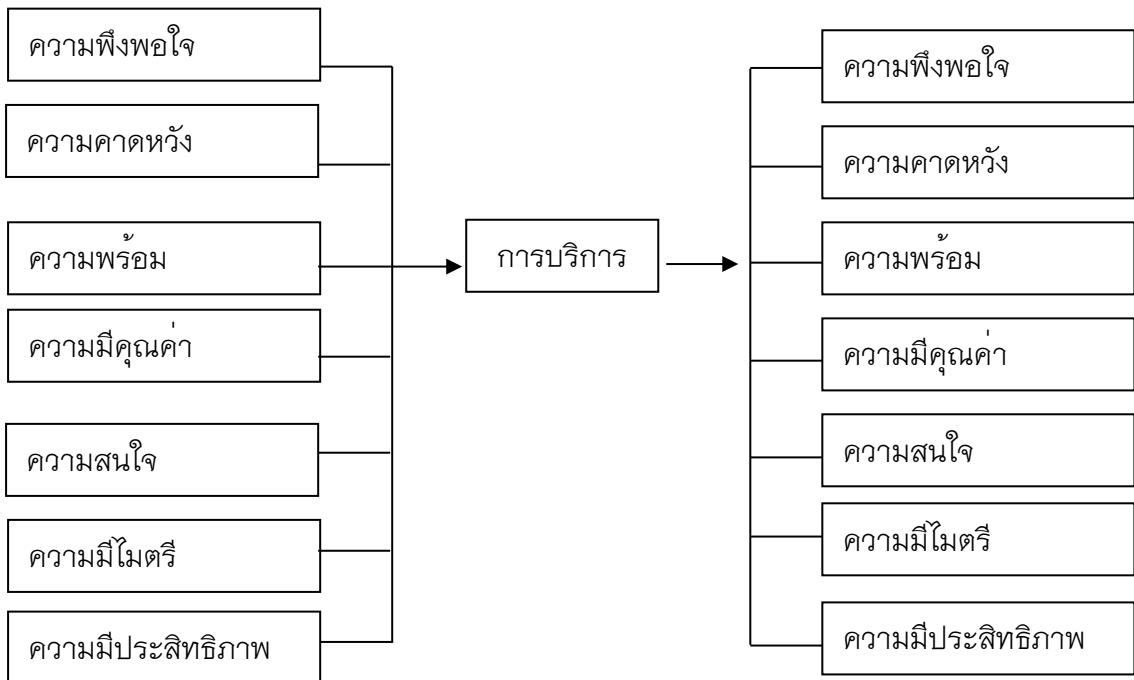 ความพึงพอใจ
ความคาดหวัง
ความพร้อม
ความมีคุณค่า
ความสนใจ
ความมีไมตรี
ความมีประสิทธิภาพ
การบริการ
ความพึงพอใจ
ความคาดหวัง
ความพร้อม
ความมีคุณค่า
ความสนใจ
ความมีไมตรี
ความมีประสิทธิภาพ